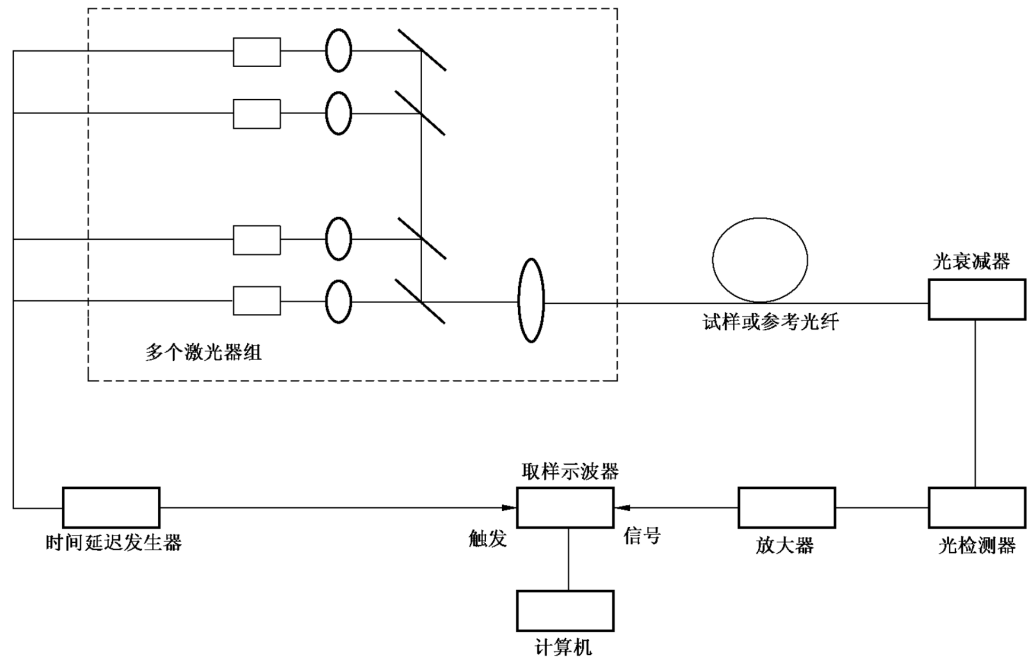 光衰减器
试样或参考光纤
多个激光器组
取样示波器
时间延迟发生器
触发
信号
放大器
光检测器
计算机